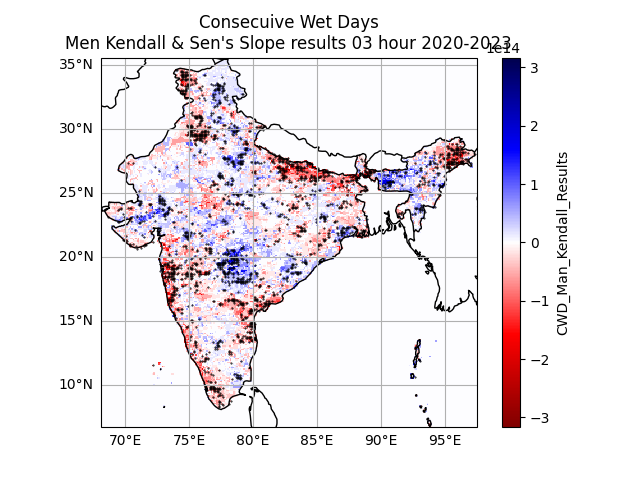 Consecuive Wet Days
Men Kendall & Sen's Slope results 03 hour 2020-2023
1e14
35°N
30°N
25°N
20°N
15°N
10°N
70°E 75°E 80°E 85°E 90°E 95°E
3
2
1
0
−1
−2
−3
CWD_Man_Kendall_Results